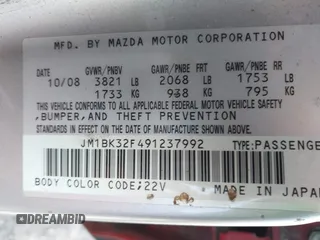 MFD. BY MAZDA MOTOR CORPORATION
GVWR/PNBV GAWR/PNBE FRT GAWR/PNBE RR
10/08 3821 LB 2068 LB 1753 LB
1733 KG 938 KG 795 KG
THIS VEHICLE CONFORMS TO ALL APPLICABLE FEDERAL MOTOR VEHICLE SAFETY
,BUMPER,AND THEFT PREVENTION
STANDARDS IN EFFECT ON THE DATE OF MANUFACTURE SHOWN ABOVE.
JM1BK32F491237992 TYPE:PASSENGE
BODY COLOR CODE;22V MADE IN JAPAN
DREAMBID